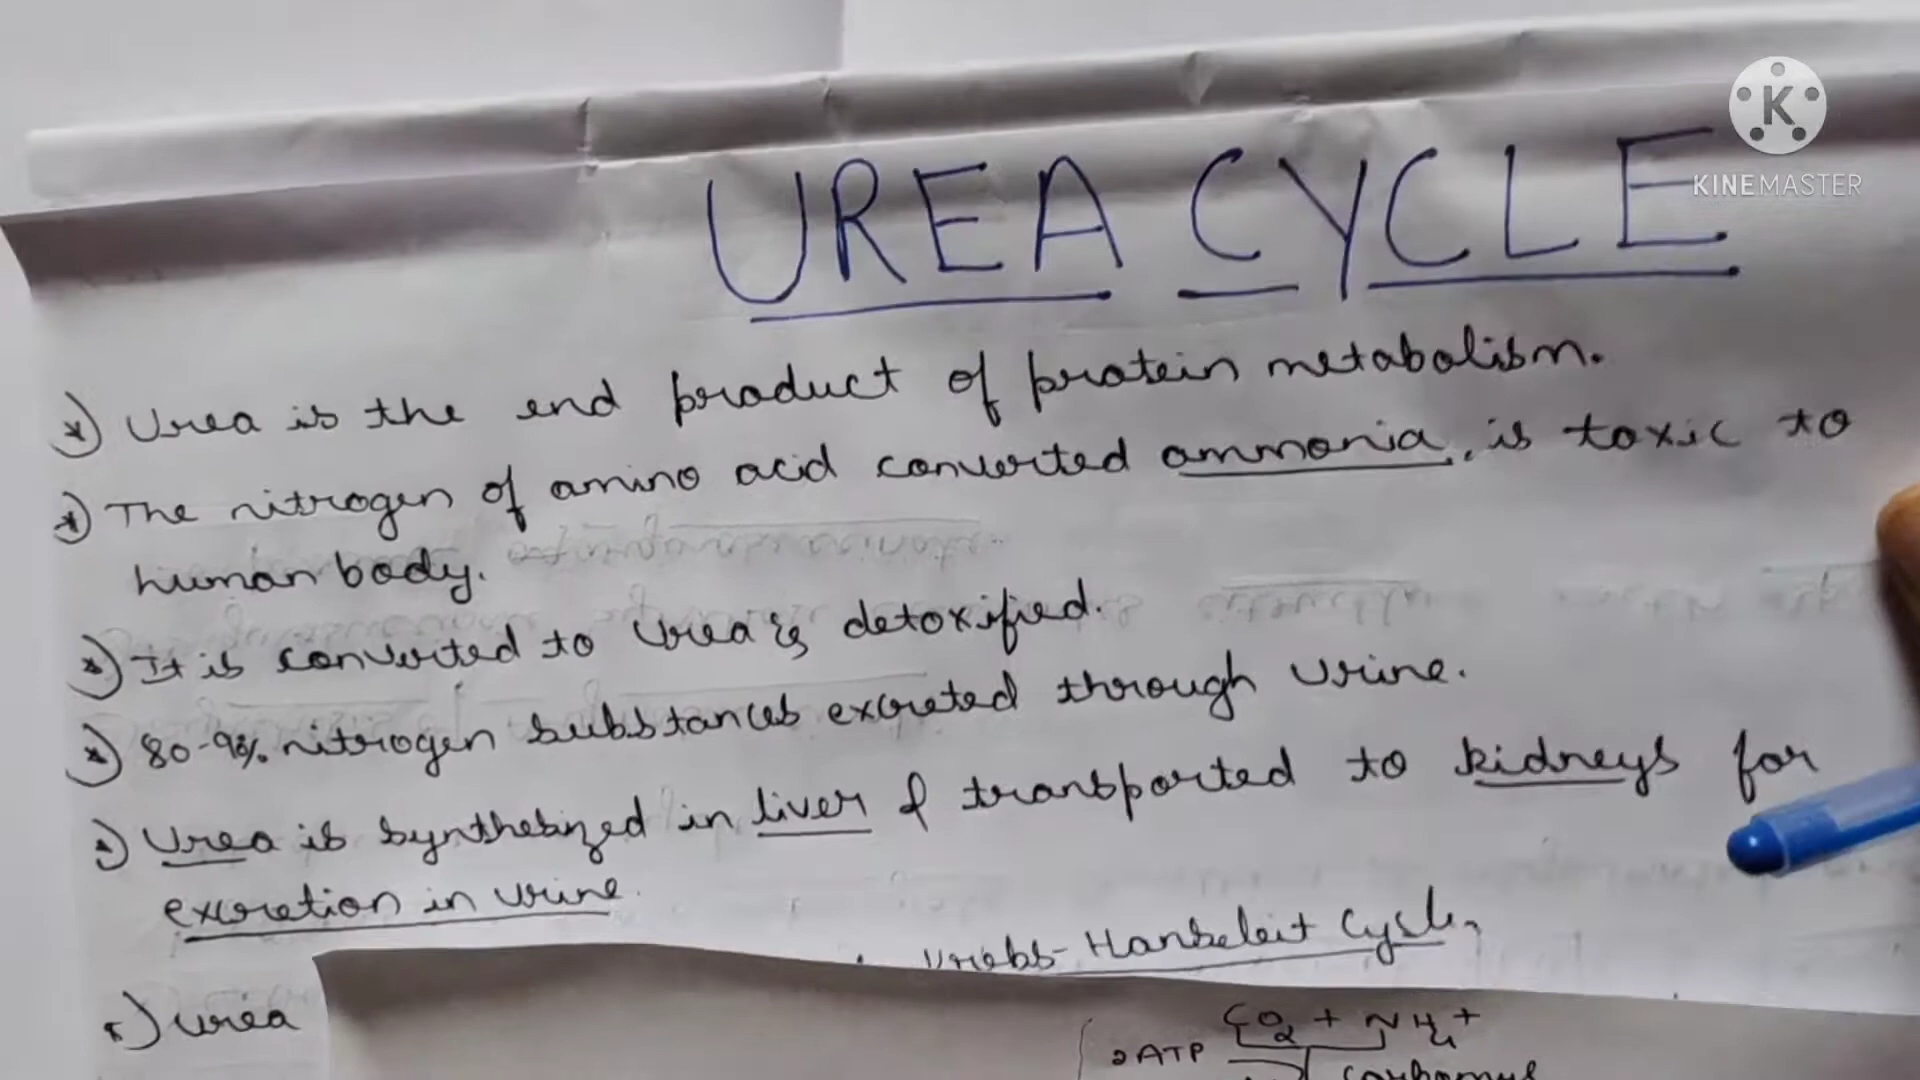 KINEMASTER
UREA CYCLE
*) Urea is the end product of protein metabolism.
*) The nitrogen of amino acid converted ammonia, is toxic to
human body.
*) It is converted to Urea & detoxified.
*) 80-90% nitrogen substances excreted through urine.
*) Urea is synthesized in liver & transported to kidneys for
excretion in urine.
Krebs-Hanseleit Cycle,
*) urea
CO2 + NH4+
2ATP